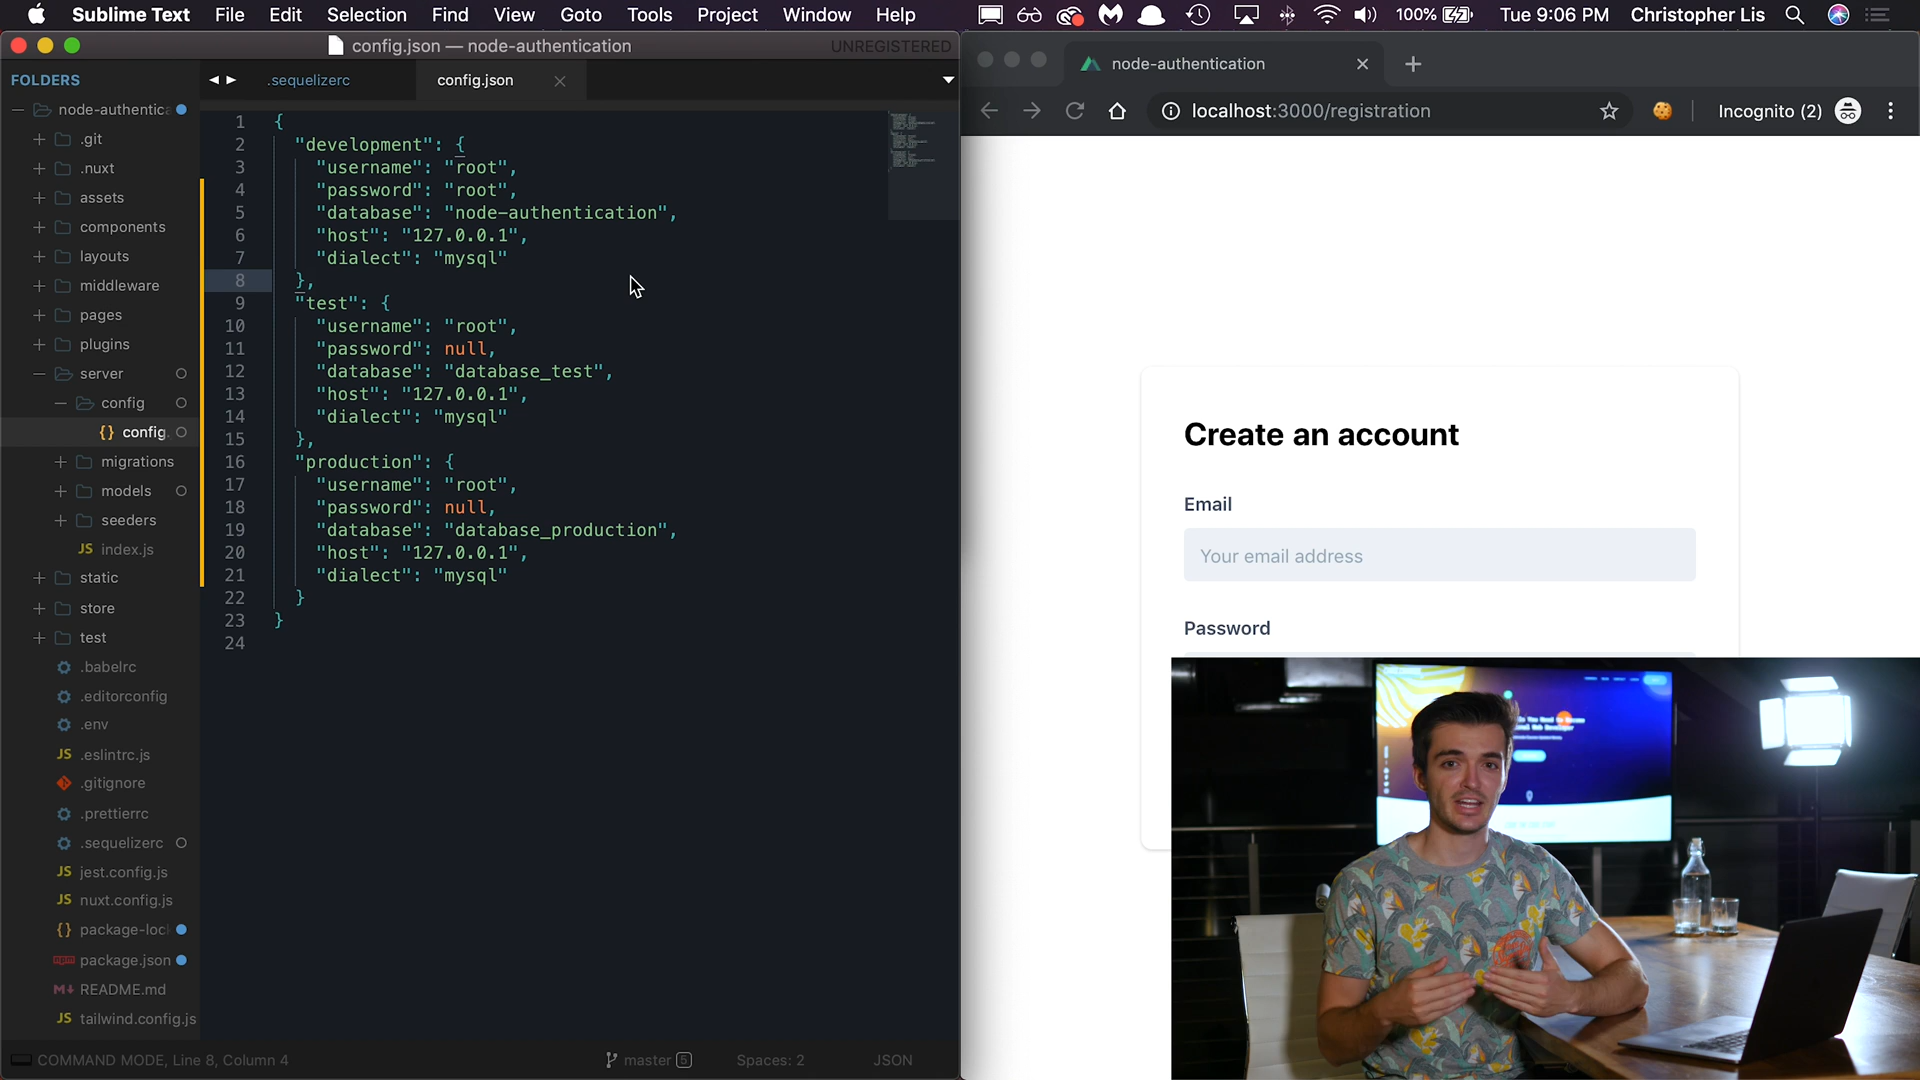 Sublime Text File Edit Selection Find View Goto Tools Project Window Help
100% Tue 9:06 PM Christopher Lis
config.json — node-authentication UNREGISTERED
FOLDERS
node-authentica
.git
.nuxt
assets
components
layouts
middleware
pages
plugins
server
config
{} config.
migrations
models
seeders
JS index.js
static
store
test
.babelrc
.editorconfig
.env
JS .eslintrc.js
.gitignore
.prettierrc
.sequelizerc
JS jest.config.js
JS nuxt.config.js
{} package-loc
npm package.json
M↓ README.md
JS tailwind.config.js
.sequelizerc config.json
1 {
2 "development": {
3 "username": "root",
4 "password": "root",
5 "database": "node-authentication",
6 "host": "127.0.0.1",
7 "dialect": "mysql"
8 },
9 "test": {
10 "username": "root",
11 "password": null,
12 "database": "database_test",
13 "host": "127.0.0.1",
14 "dialect": "mysql"
15 },
16 "production": {
17 "username": "root",
18 "password": null,
19 "database": "database_production",
20 "host": "127.0.0.1",
21 "dialect": "mysql"
22 }
23 }
24
COMMAND MODE, Line 8, Column 4 master 5 Spaces: 2 JSON
node-authentication
localhost:3000/registration Incognito (2)
Create an account
Email
Your email address
Password